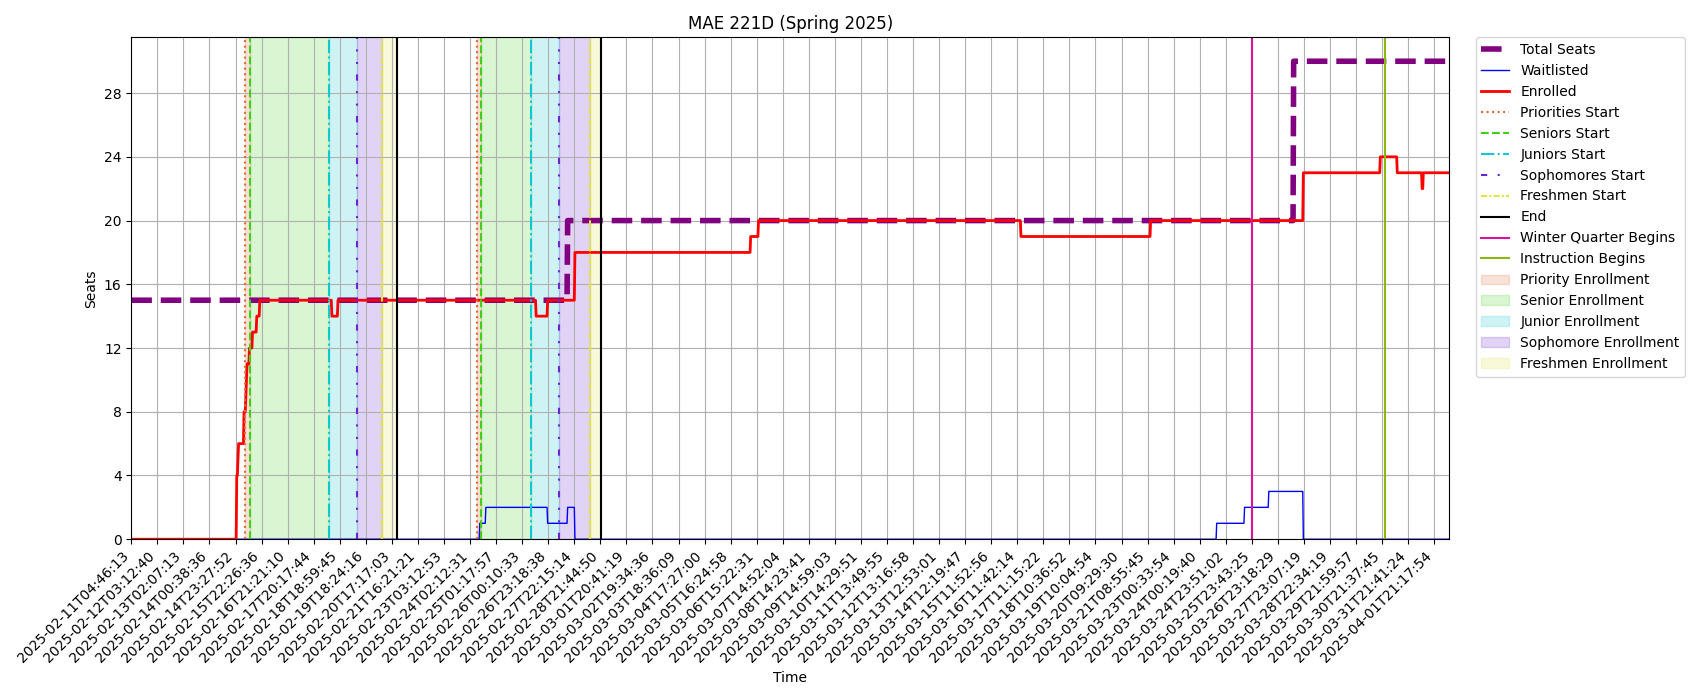 MAE 221D (Spring 2025)
Seats
28
24
20
16
12
8
4
0
2025-02-11T04:46:13
2025-02-12T03:12:40
2025-02-13T02:07:13
2025-02-14T00:38:36
2025-02-14T23:27:52
2025-02-15T22:26:36
2025-02-16T21:21:10
2025-02-17T20:17:44
2025-02-18T18:59:45
2025-02-19T18:24:16
2025-02-20T17:17:03
2025-02-21T16:21:21
2025-02-23T03:12:53
2025-02-24T02:12:31
2025-02-25T01:17:57
2025-02-26T00:10:33
2025-02-26T23:18:38
2025-02-27T22:15:14
2025-02-28T21:44:50
2025-03-01T20:41:19
2025-03-02T19:34:36
2025-03-03T18:36:09
2025-03-04T17:27:00
2025-03-05T16:24:58
2025-03-06T15:22:31
2025-03-07T14:52:04
2025-03-08T14:23:41
2025-03-09T14:59:03
2025-03-10T14:29:51
2025-03-11T13:49:55
2025-03-12T13:16:58
2025-03-13T12:53:01
2025-03-14T12:19:47
2025-03-15T11:52:56
2025-03-16T11:42:14
2025-03-17T11:15:22
2025-03-18T10:36:52
2025-03-19T10:04:54
2025-03-20T09:29:30
2025-03-21T08:55:45
2025-03-23T00:33:54
2025-03-24T00:19:40
2025-03-24T23:51:02
2025-03-25T23:43:25
2025-03-26T23:18:29
2025-03-27T23:07:19
2025-03-28T22:34:19
2025-03-29T21:59:57
2025-03-30T21:37:45
2025-03-31T21:41:24
2025-04-01T21:17:54
Time
Total Seats
Waitlisted
Enrolled
Priorities Start
Seniors Start
Juniors Start
Sophomores Start
Freshmen Start
End
Winter Quarter Begins
Instruction Begins
Priority Enrollment
Senior Enrollment
Junior Enrollment
Sophomore Enrollment
Freshmen Enrollment